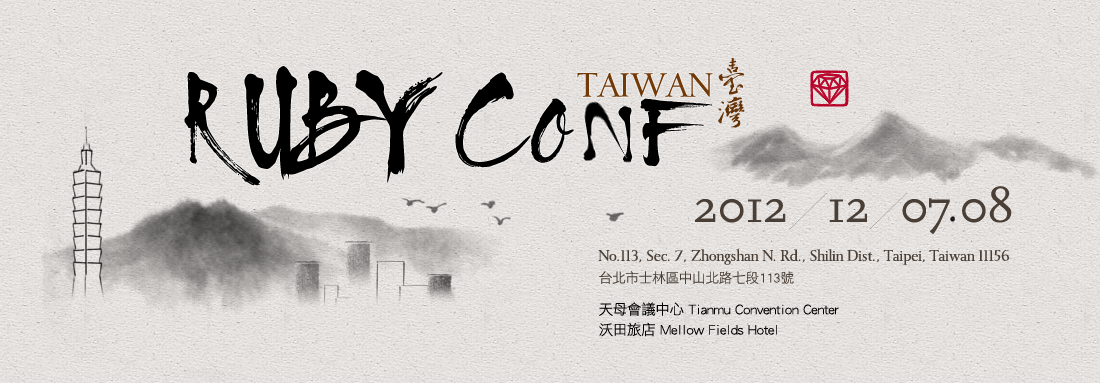 RUBY CONF
TAIWAN 臺灣
2012/12/07.08
No.113, Sec. 7, Zhongshan N. Rd., Shilin Dist., Taipei, Taiwan 11156
台北市士林區中山北路七段113號
天母會議中心 Tianmu Convention Center
沃田旅店 Mellow Fields Hotel